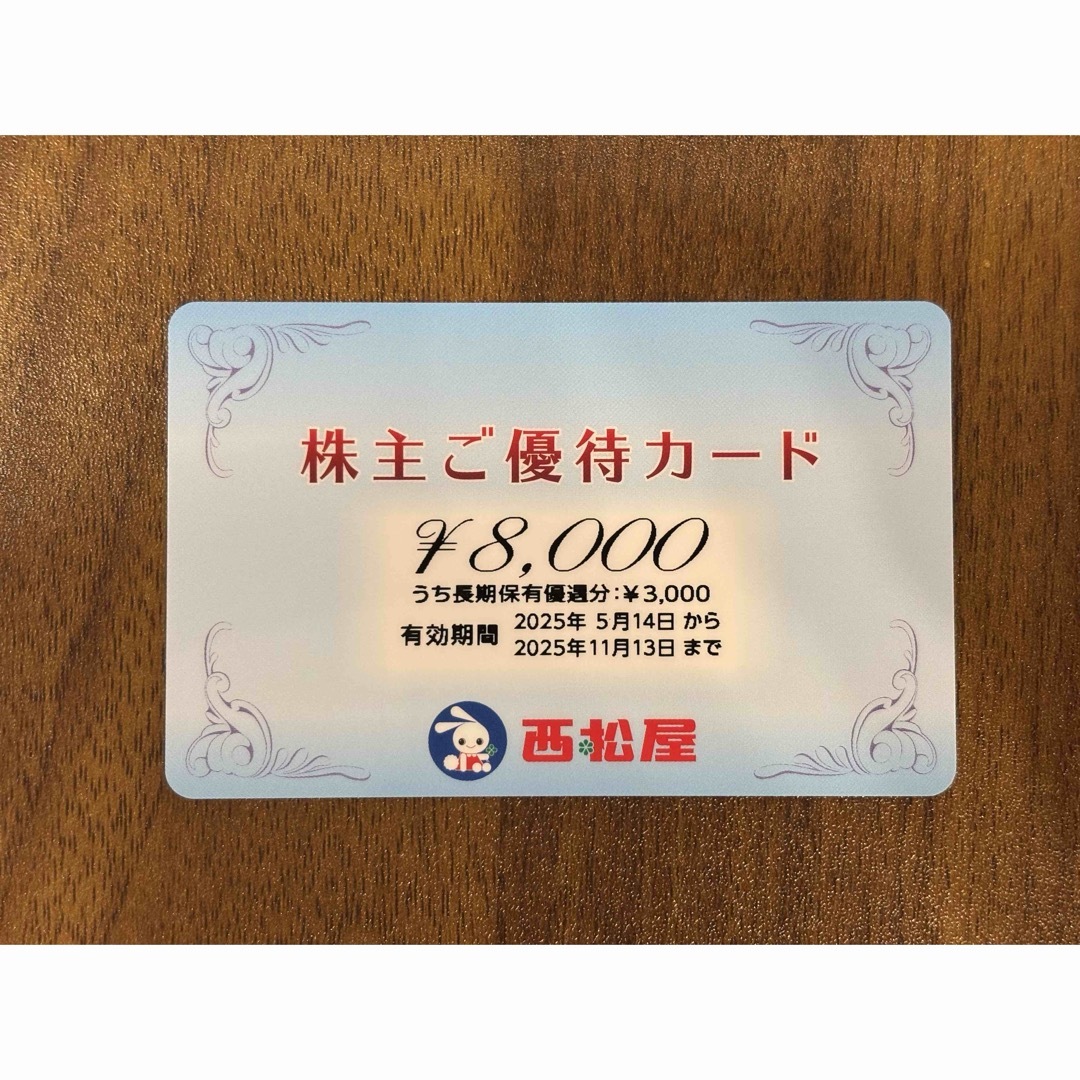 株主ご優待カード
¥8,000
うち長期保有優遇分:¥3,000
有効期間 2025年 5月14日 から
2025年11月13日 まで
西松屋